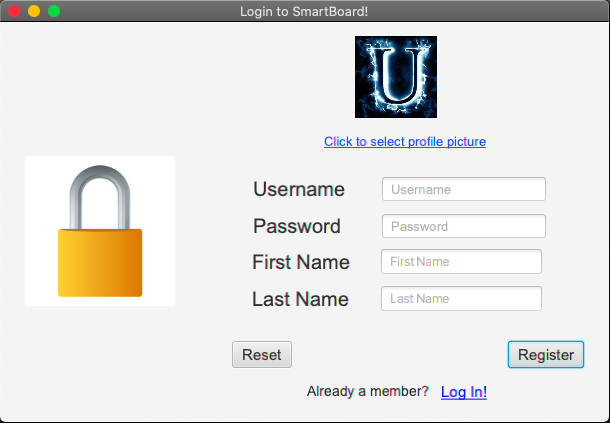 Login to SmartBoard!
U
Click to select profile picture
Username Username
Password Password
First Name First Name
Last Name Last Name
Reset Register
Already a member? Log In!